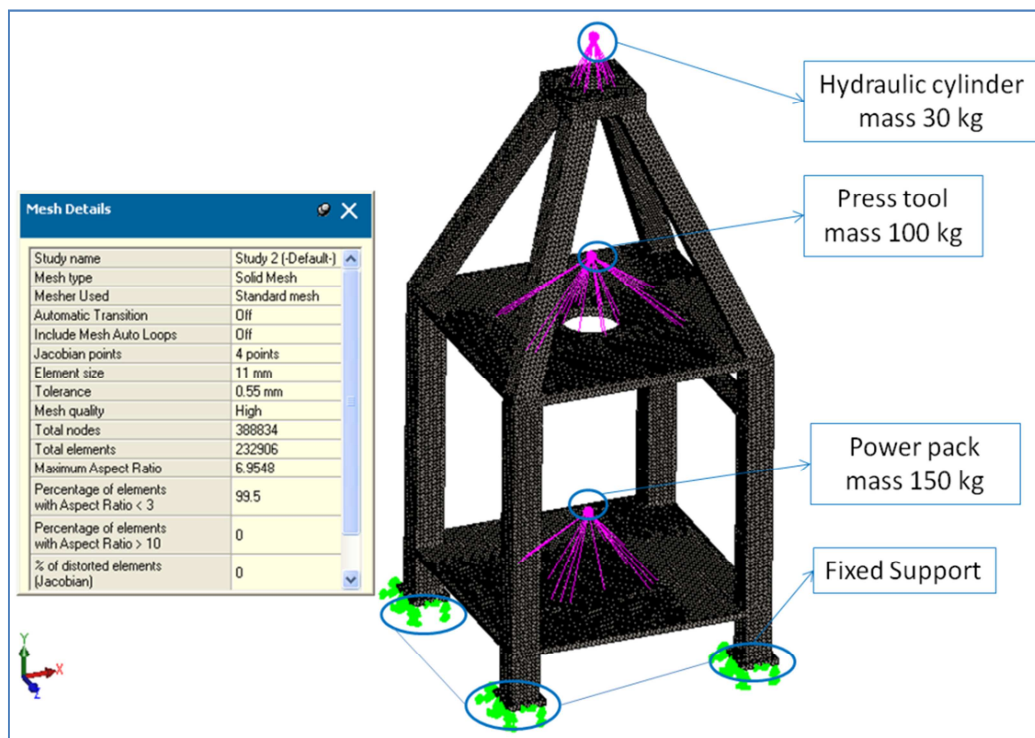 Hydraulic cylinder
mass 30 kg
Press tool
mass 100 kg
Mesh Details
Study name Study 2 (-Default-)
Mesh type Solid Mesh
Mesher Used Standard mesh
Automatic Transition Off
Include Mesh Auto Loops Off
Jacobian points 4 points
Element size 11 mm
Tolerance 0.55 mm
Mesh quality High
Total nodes 388834
Total elements 232906
Maximum Aspect Ratio 6.9548
Percentage of elements
with Aspect Ratio < 3 99.5
Percentage of elements
with Aspect Ratio > 10 0
% of distorted elements
(Jacobian) 0
Power pack
mass 150 kg
Fixed Support
Y
X
Z